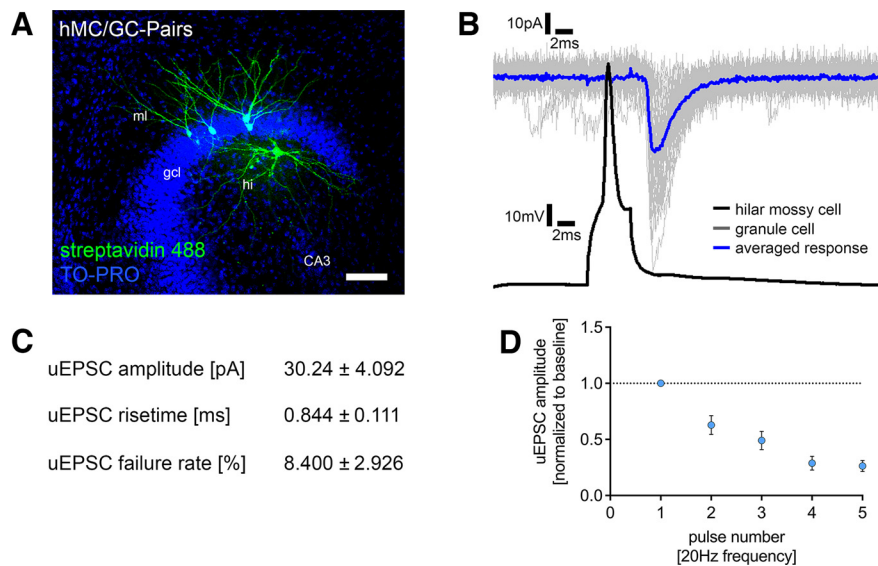 A
hMC/GC-Pairs
ml
gcl
hi
CA3
streptavidin 488
TO-PRO
B
10pA
2ms
10mV
2ms
hilar mossy cell
granule cell
averaged response
C
uEPSC amplitude [pA] 30.24 ± 4.092
uEPSC risetime [ms] 0.844 ± 0.111
uEPSC failure rate [%] 8.400 ± 2.926
D
uEPSC amplitude
[normalized to baseline]
1.5
1.0
0.5
0.0
0 1 2 3 4 5
pulse number
[20Hz frequency]